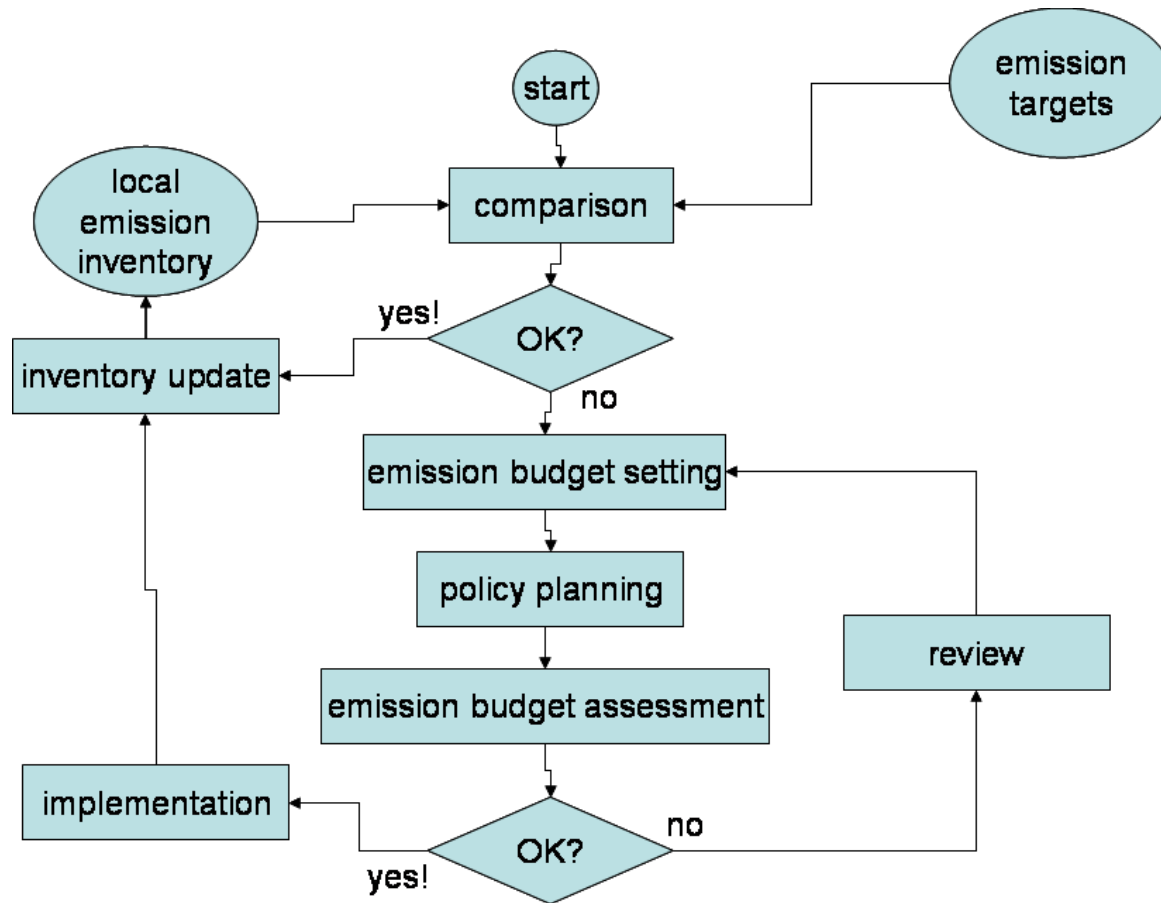 start
emission
targets
local
emission
inventory
comparison
yes!
OK?
inventory update
no
emission budget setting
policy planning
review
emission budget assessment
implementation
OK?
no
yes!